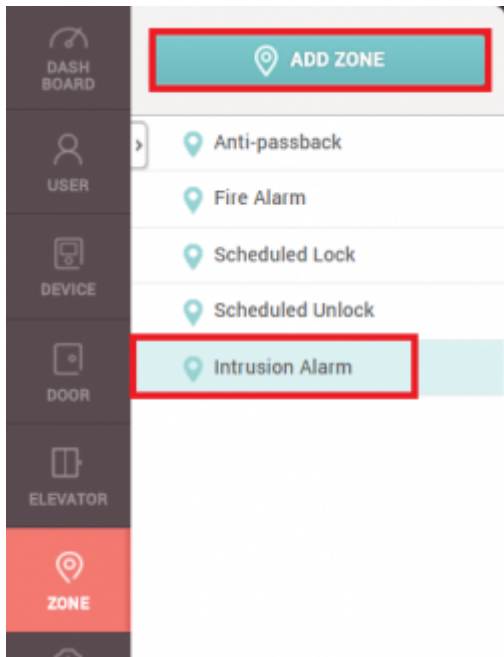 DASH
BOARD
USER
DEVICE
DOOR
ELEVATOR
ZONE
ADD ZONE
Anti-passback
Fire Alarm
Scheduled Lock
Scheduled Unlock
Intrusion Alarm